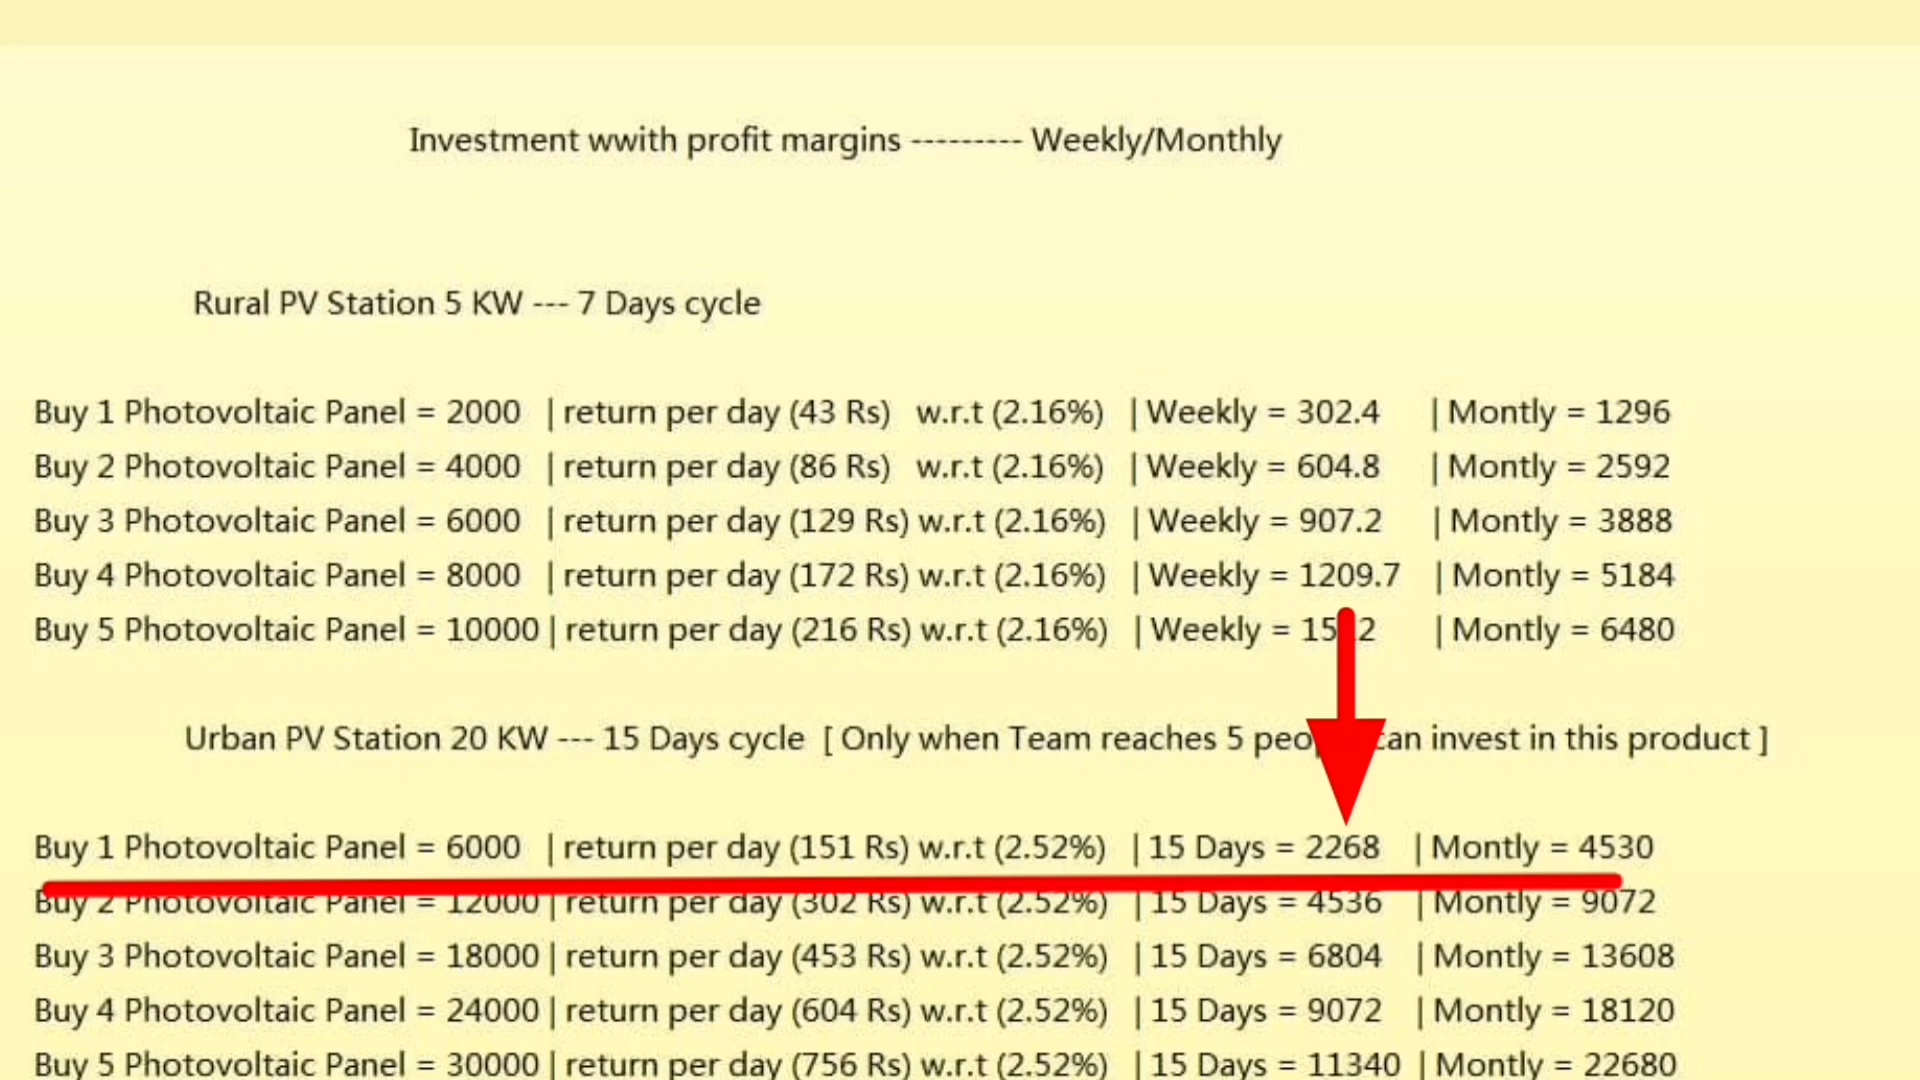 Investment wwith profit margins --------- Weekly/Monthly
Rural PV Station 5 KW --- 7 Days cycle
Buy 1 Photovoltaic Panel = 2000 | return per day (43 Rs) w.r.t (2.16%) | Weekly = 302.4 | Montly = 1296
Buy 2 Photovoltaic Panel = 4000 | return per day (86 Rs) w.r.t (2.16%) | Weekly = 604.8 | Montly = 2592
Buy 3 Photovoltaic Panel = 6000 | return per day (129 Rs) w.r.t (2.16%) | Weekly = 907.2 | Montly = 3888
Buy 4 Photovoltaic Panel = 8000 | return per day (172 Rs) w.r.t (2.16%) | Weekly = 1209.7 | Montly = 5184
Buy 5 Photovoltaic Panel = 10000 | return per day (216 Rs) w.r.t (2.16%) | Weekly = | Montly = 6480
Urban PV Station 20 KW --- 15 Days cycle [ Only when Team reaches 5 people can invest in this product ]
Buy 1 Photovoltaic Panel = 6000 | return per day (151 Rs) w.r.t (2.52%) | 15 Days = 2268 | Montly = 4530
Buy 2 Photovoltaic Panel = 12000 | return per day (302 Rs) w.r.t (2.52%) | 15 Days = 4536 | Montly = 9072
Buy 3 Photovoltaic Panel = 18000 | return per day (453 Rs) w.r.t (2.52%) | 15 Days = 6804 | Montly = 13608
Buy 4 Photovoltaic Panel = 24000 | return per day (604 Rs) w.r.t (2.52%) | 15 Days = 9072 | Montly = 18120
Buy 5 Photovoltaic Panel = 30000 | return per day (756 Rs) w.r.t (2.52%) | 15 Days = 11340 | Montly = 22680